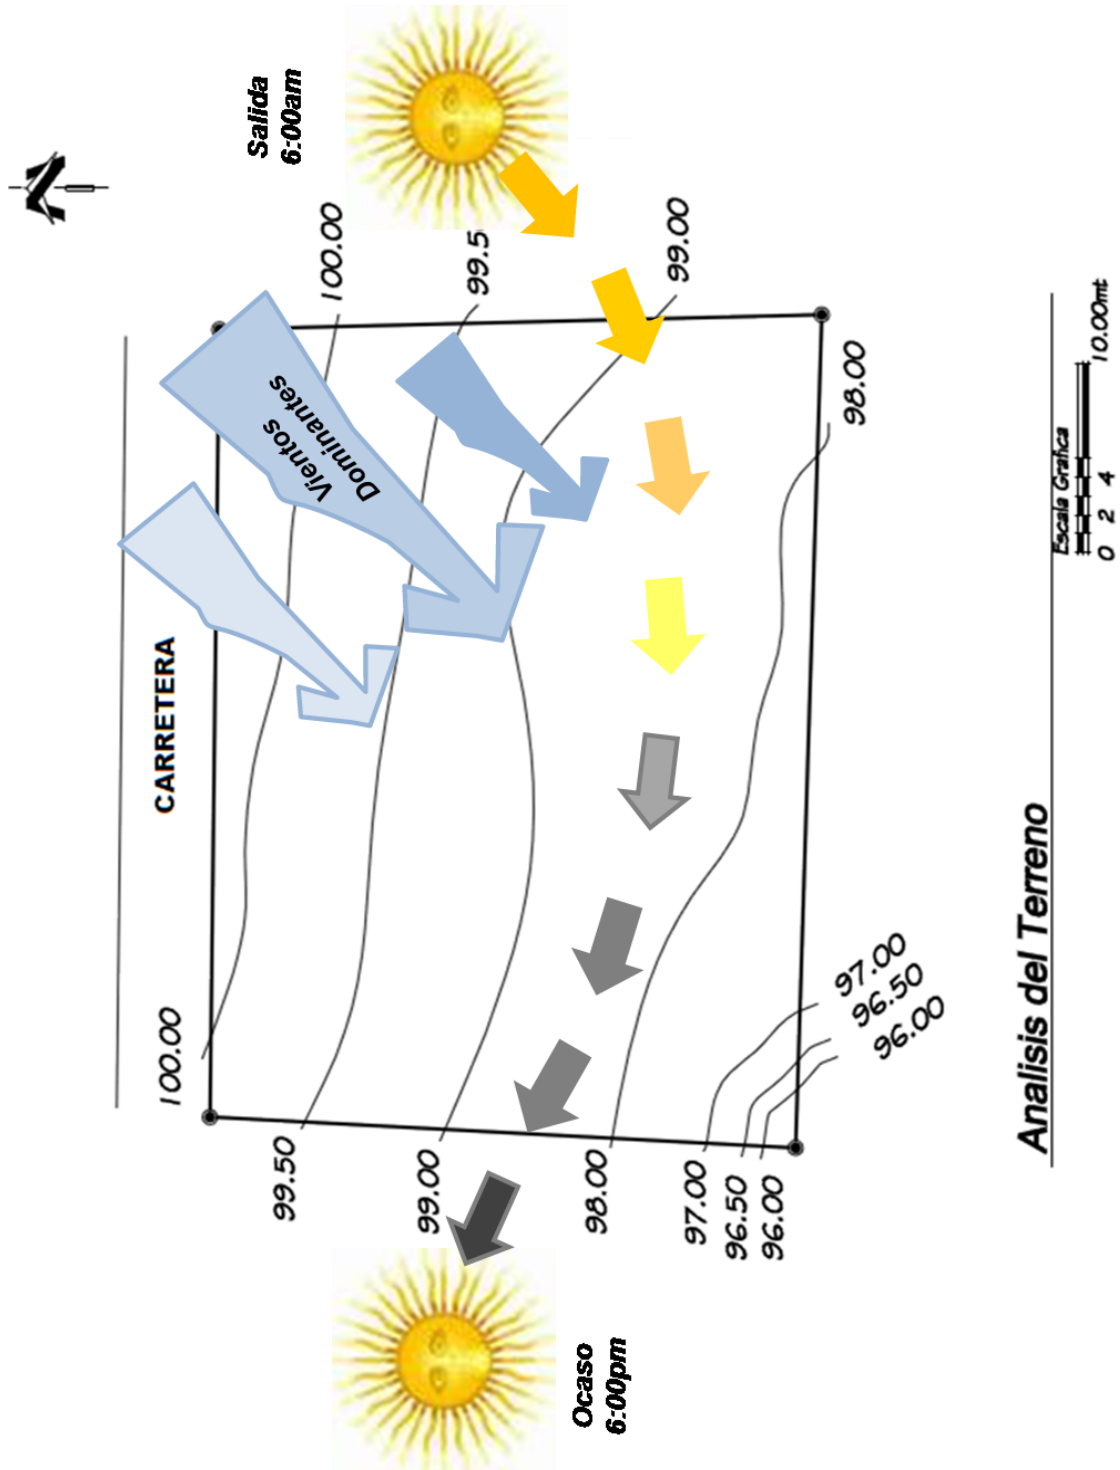 Salida
6:00am
100.00
99.5
99.00
98.00
Vientos
Dominantes
CARRETERA
100.00
99.50
99.00
98.00
97.00
96.50
96.00
97.00
96.50
96.00
Ocaso
6:00pm
Escala Grafica
0 2 4 10.00mt
Analisis del Terreno